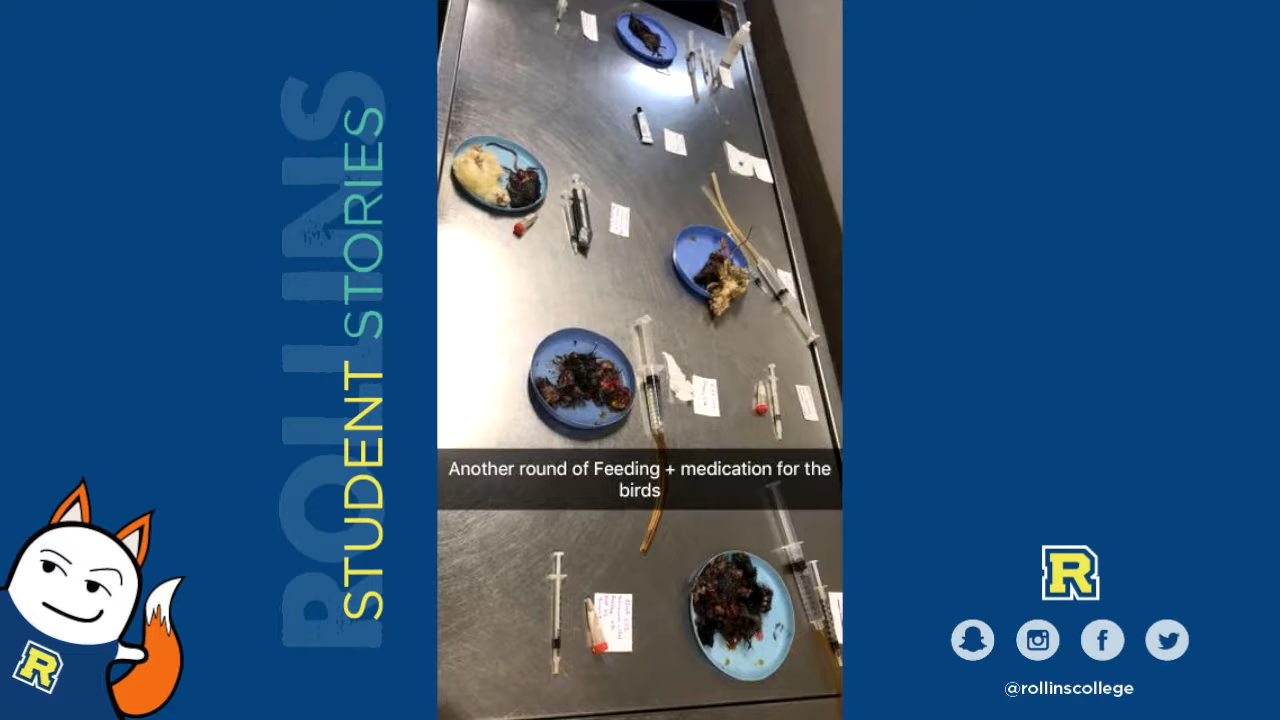 ROLLINS
STUDENT STORIES
Another round of Feeding + medication for the
birds
R
R
@rollinscollege